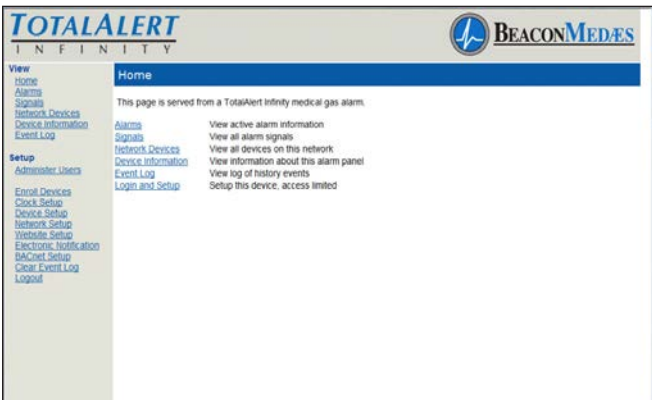 TOTALALERT
INFINITY
BEACONMEDÆS
View
Home
Alarms
Signals
Network Devices
Device Information
Event Log
Setup
Administer Users
Enroll Devices
Clock Setup
Device Setup
Network Setup
Website Setup
Electronic Notification
BACnet Setup
Clear Event Log
Logout
Home
This page is served from a TotalAlert Infinity medical gas alarm.
Alarms View active alarm information
Signals View all alarm signals
Network Devices View all devices on this network
Device Information View information about this alarm panel
Event Log View log of history events
Login and Setup Setup this device, access limited